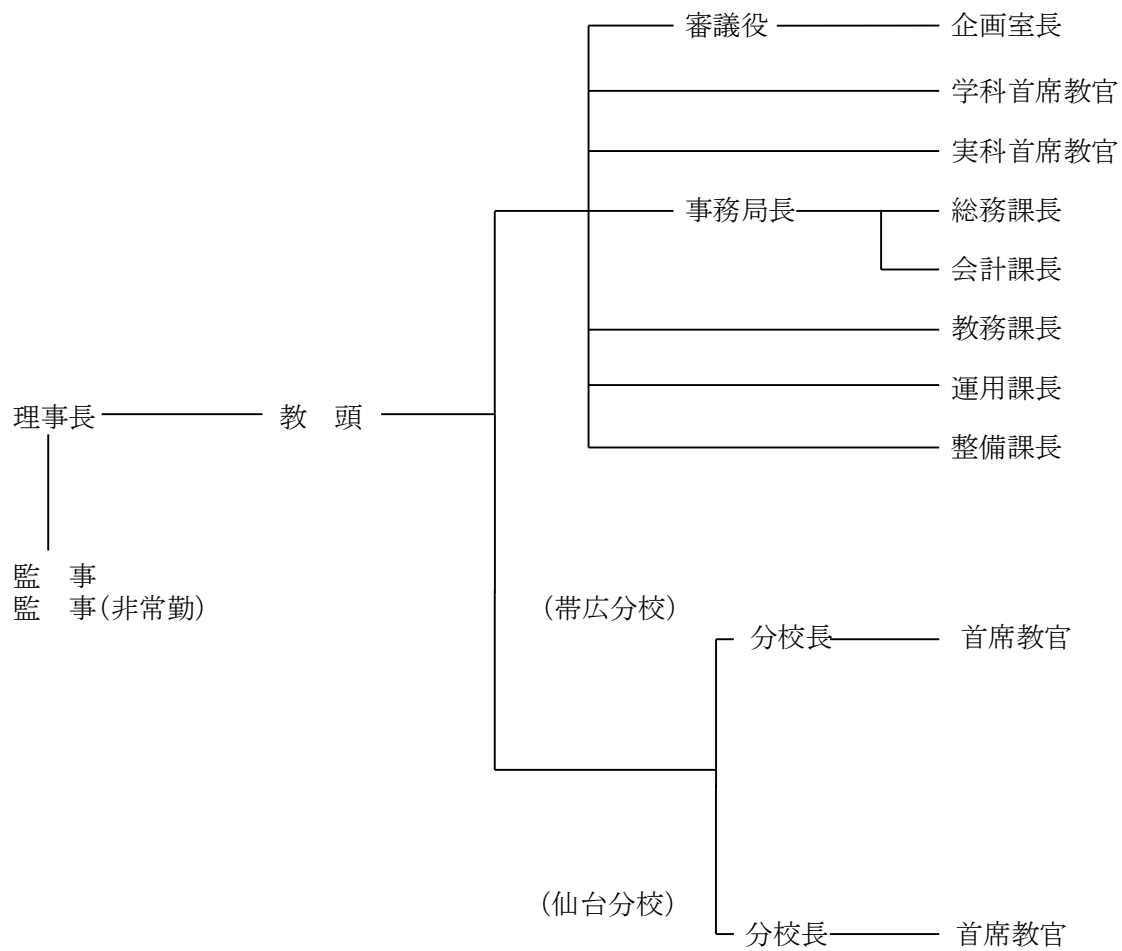 審議役 企画室長
学科首席教官
実科首席教官
事務局長 総務課長
会計課長
教務課長
運用課長
理事長 教　頭
整備課長
監　事
監　事(非常勤)
(帯広分校)
分校長 首席教官
(仙台分校)
分校長 首席教官